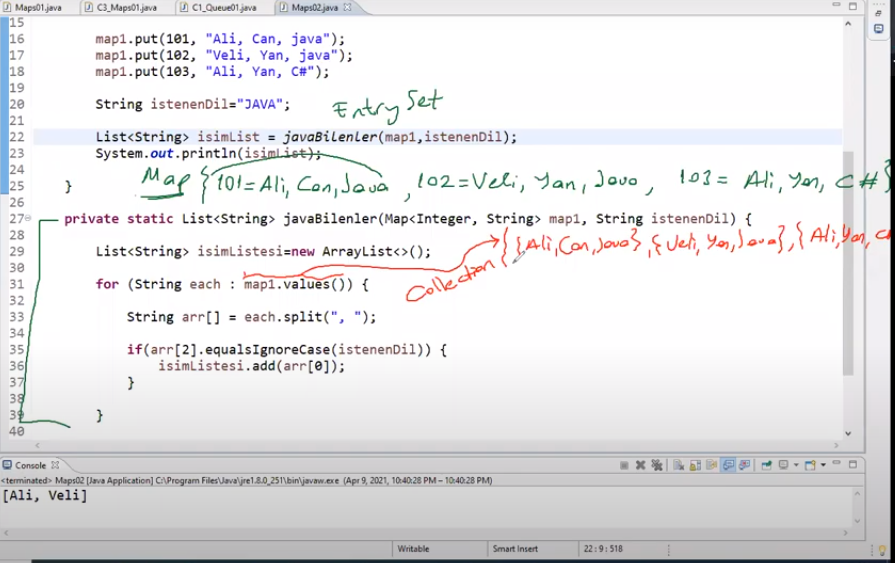 Maps01.java C3_Maps01.java C1_Queue01.java Maps02.java
15
16 map1.put(101, "Ali, Can, java");
17 map1.put(102, "Veli, Yan, java");
18 map1.put(103, "Ali, Yan, C#");
19
20 String istenenDil="JAVA";
Entry Set
21
22 List<String> isimList = javaBilenler(map1,istenenDil);
23 System.out.println(isimList);
24
Map {101=Ali, Can, Java, 102=Veli, Yan, Java, 103= Ali, Yan, C#}
25 }
26
27 private static List<String> javaBilenler(Map<Integer, String> map1, String istenenDil) {
28
{{Ali, Can, Java}, {Veli, Yan, Java}, {Ali, Yan, C
29 List<String> isimListesi=new ArrayList<>();
30
Collection
31 for (String each : map1.values()) {
32
33 String arr[] = each.split(", ");
34
35 if(arr[2].equalsIgnoreCase(istenenDil)) {
36 isimListesi.add(arr[0]);
37 }
38
39 }
40
Console
<terminated> Maps02 [Java Application] C:\Program Files\Java\jre1.8.0_251\bin\javaw.exe (Apr 9, 2021, 10:40:28 PM – 10:40:28 PM)
[Ali, Veli]
Writable Smart Insert 22 : 9 : 518